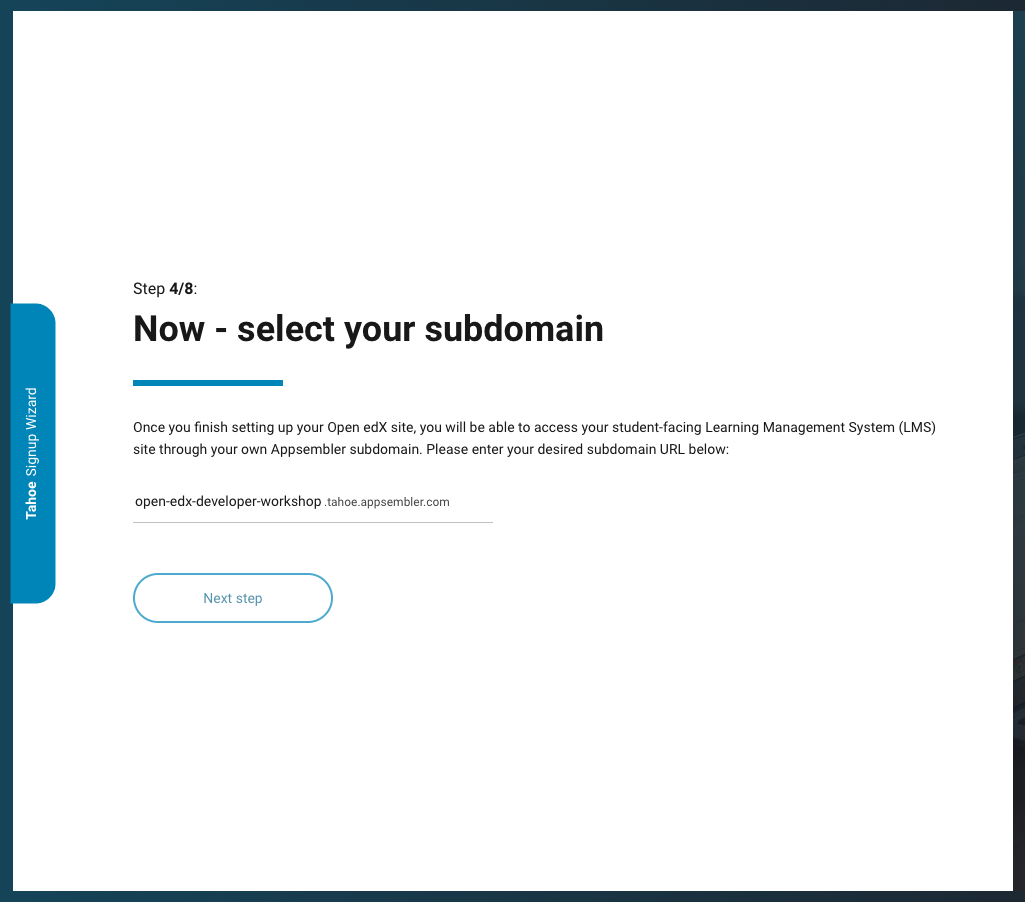 Step 4/8:
Now - select your subdomain
Once you finish setting up your Open edX site, you will be able to access your student-facing Learning Management System (LMS)
site through your own Appsembler subdomain. Please enter your desired subdomain URL below:
open-edx-developer-workshop .tahoe.appsembler.com
Next step
Tahoe Signup Wizard